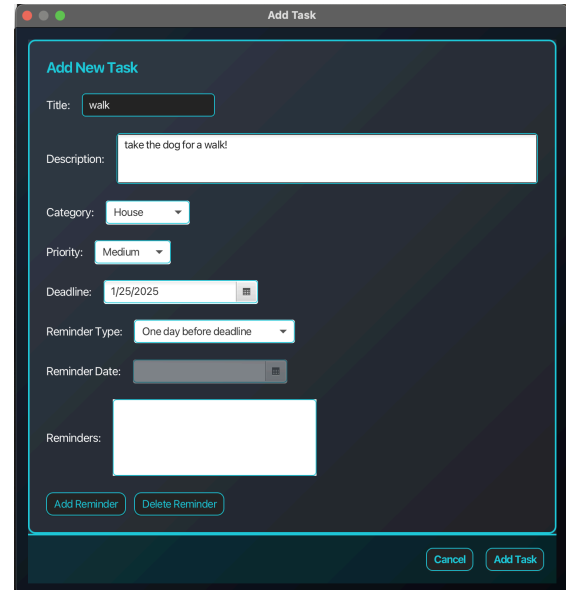 Add Task
Add New Task
Title: walk
Description: take the dog for a walk!
Category: House
Priority: Medium
Deadline: 1/25/2025
Reminder Type: One day before deadline
Reminder Date:
Reminders:
Add Reminder Delete Reminder
Cancel Add Task